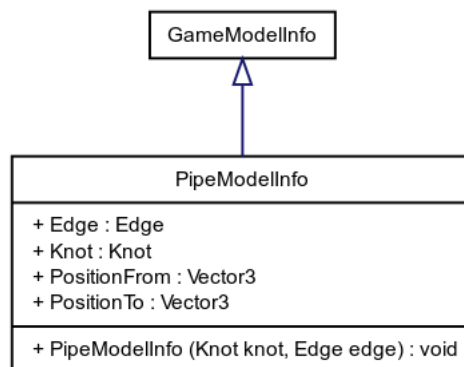 GameModelInfo
PipeModelInfo
+ Edge : Edge
+ Knot : Knot
+ PositionFrom : Vector3
+ PositionTo : Vector3
+ PipeModelInfo (Knot knot, Edge edge) : void